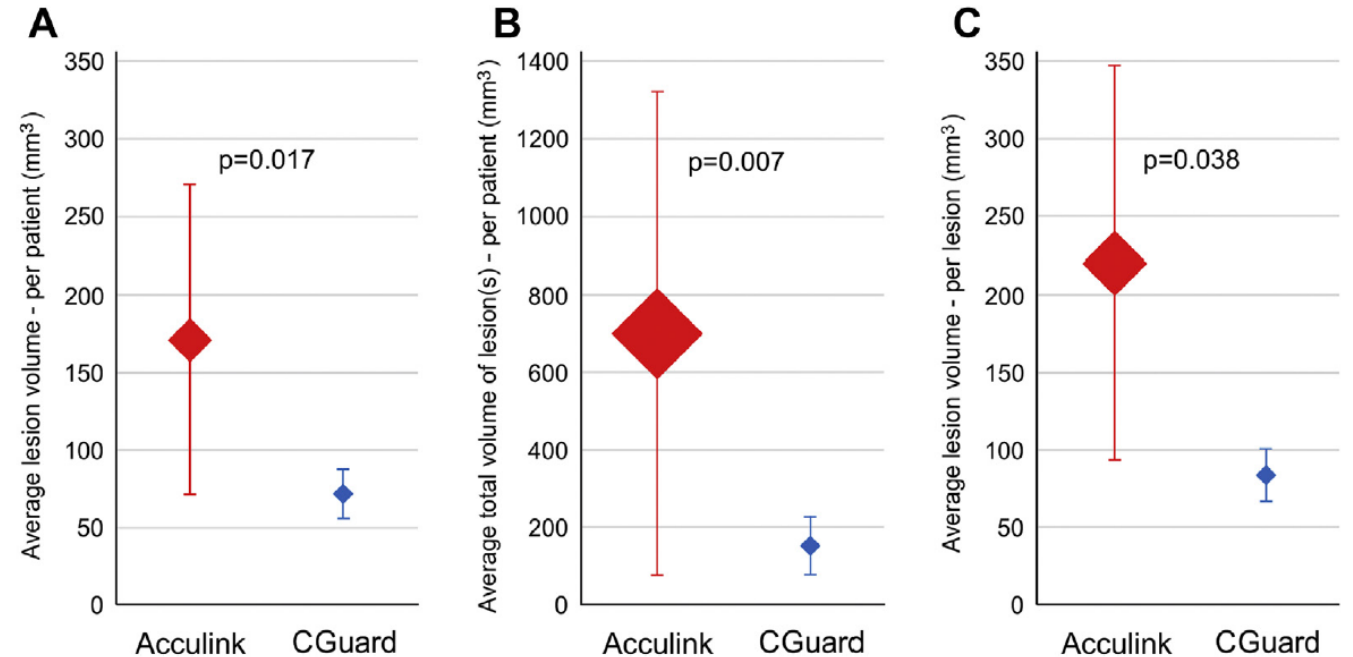 A
Average lesion volume - per patient (mm³)
350
300
250
200
150
100
50
0
p=0.017
Acculink CGuard
B
Average total volume of lesion(s) - per patient (mm³)
1400
1200
1000
800
600
400
200
0
p=0.007
Acculink CGuard
C
Average lesion volume - per lesion (mm³)
350
300
250
200
150
100
50
0
p=0.038
Acculink CGuard